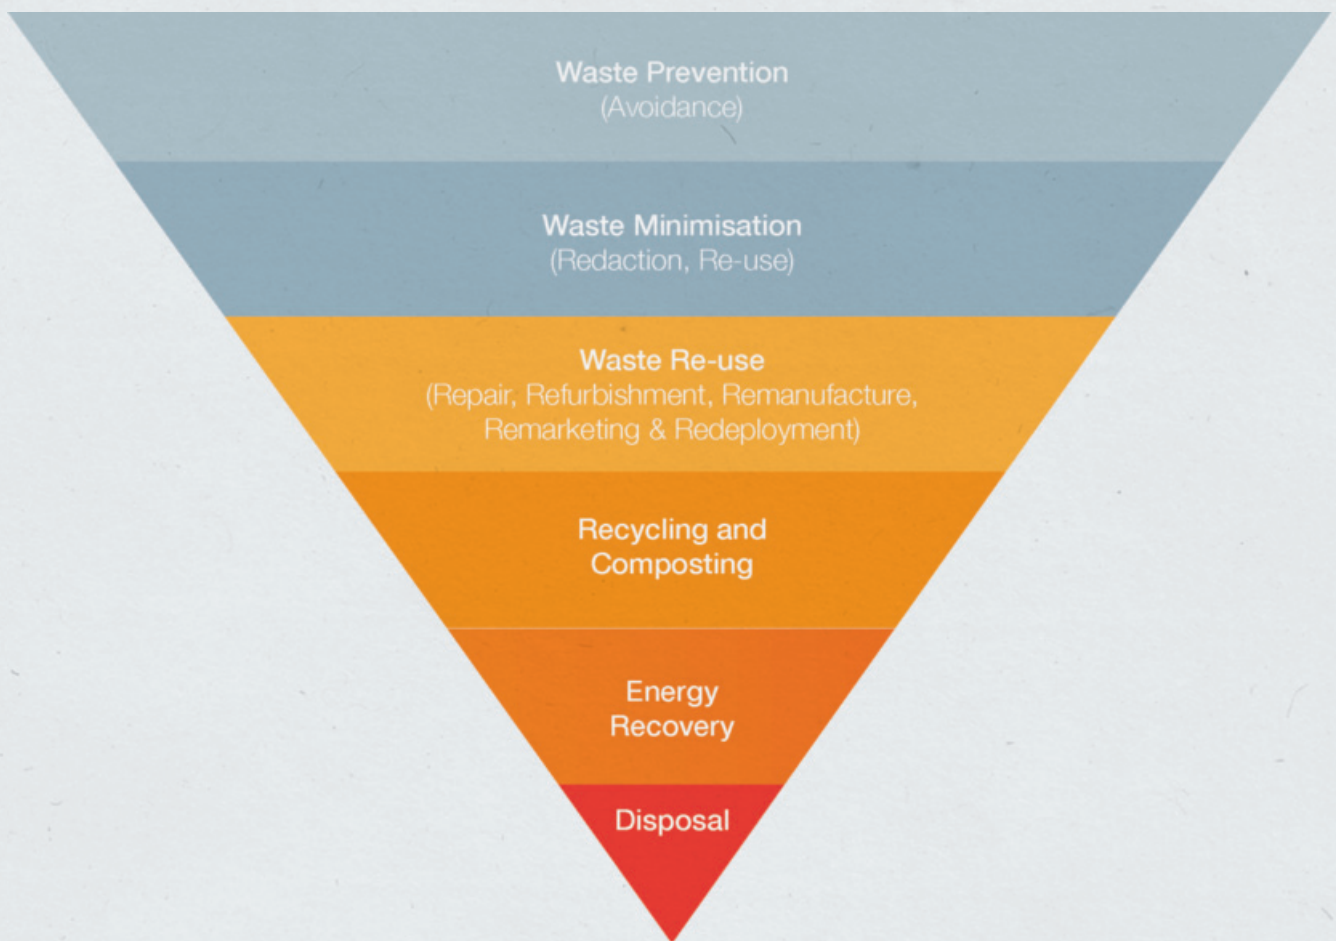 Waste Prevention
(Avoidance)
Waste Minimisation
(Redaction, Re-use)
Waste Re-use
(Repair, Refurbishment, Remanufacture,
Remarketing & Redeployment)
Recycling and
Composting
Energy
Recovery
Disposal